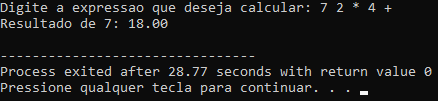 Digite a expressao que deseja calcular: 7 2 * 4 +
Resultado de 7: 18.00
--------------------------------
Process exited after 28.77 seconds with return value 0
Pressione qualquer tecla para continuar. . .